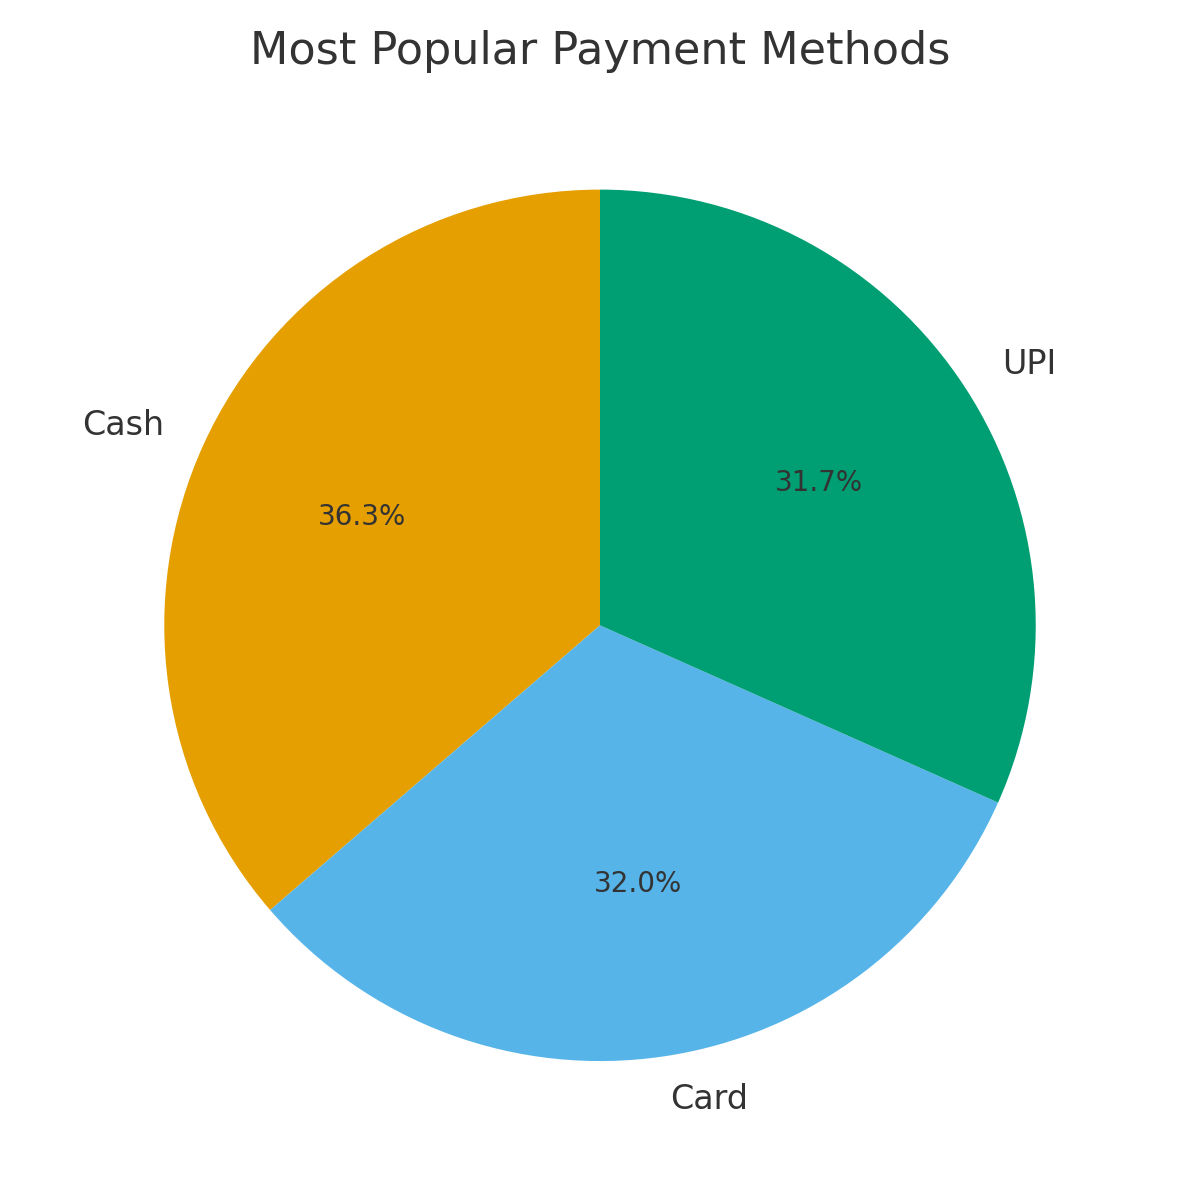 Most Popular Payment Methods
UPI
Cash
31.7%
36.3%
32.0%
Card